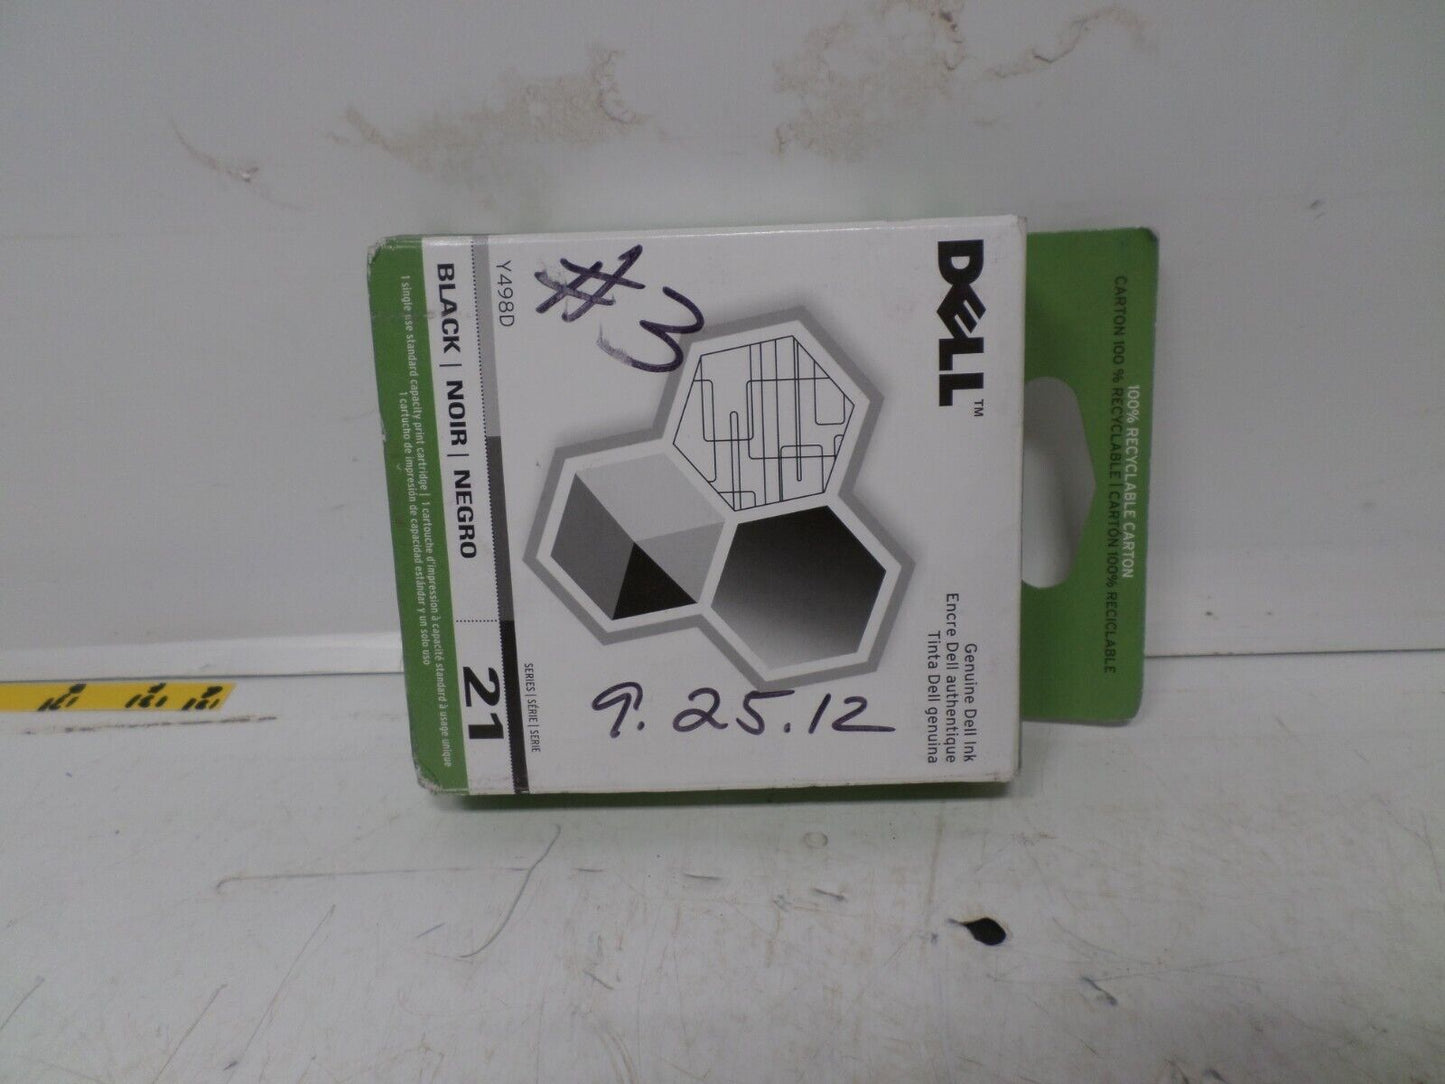 DELL™
Genuine Dell Ink
Encre Dell authentique
Tinta Dell genuina
#3
9.25.12
Y498D
SERIES | SÉRIE | SERIE
BLACK | NOIR | NEGRO
21
1 single use standard capacity print cartridge | 1 cartouche d'impression à capacité standard à usage unique
1 cartucho de impresión de capacidad estándar y un solo uso
100% RECYCLABLE CARTON
CARTON 100 % RECYCLABLE | CARTÓN 100% RECICLABLE